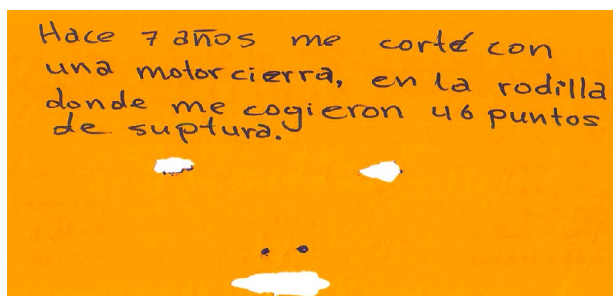 Hace 7 años me corté con
una motorcierra, en la rodilla
donde me cogieron 46 puntos
de suptura.